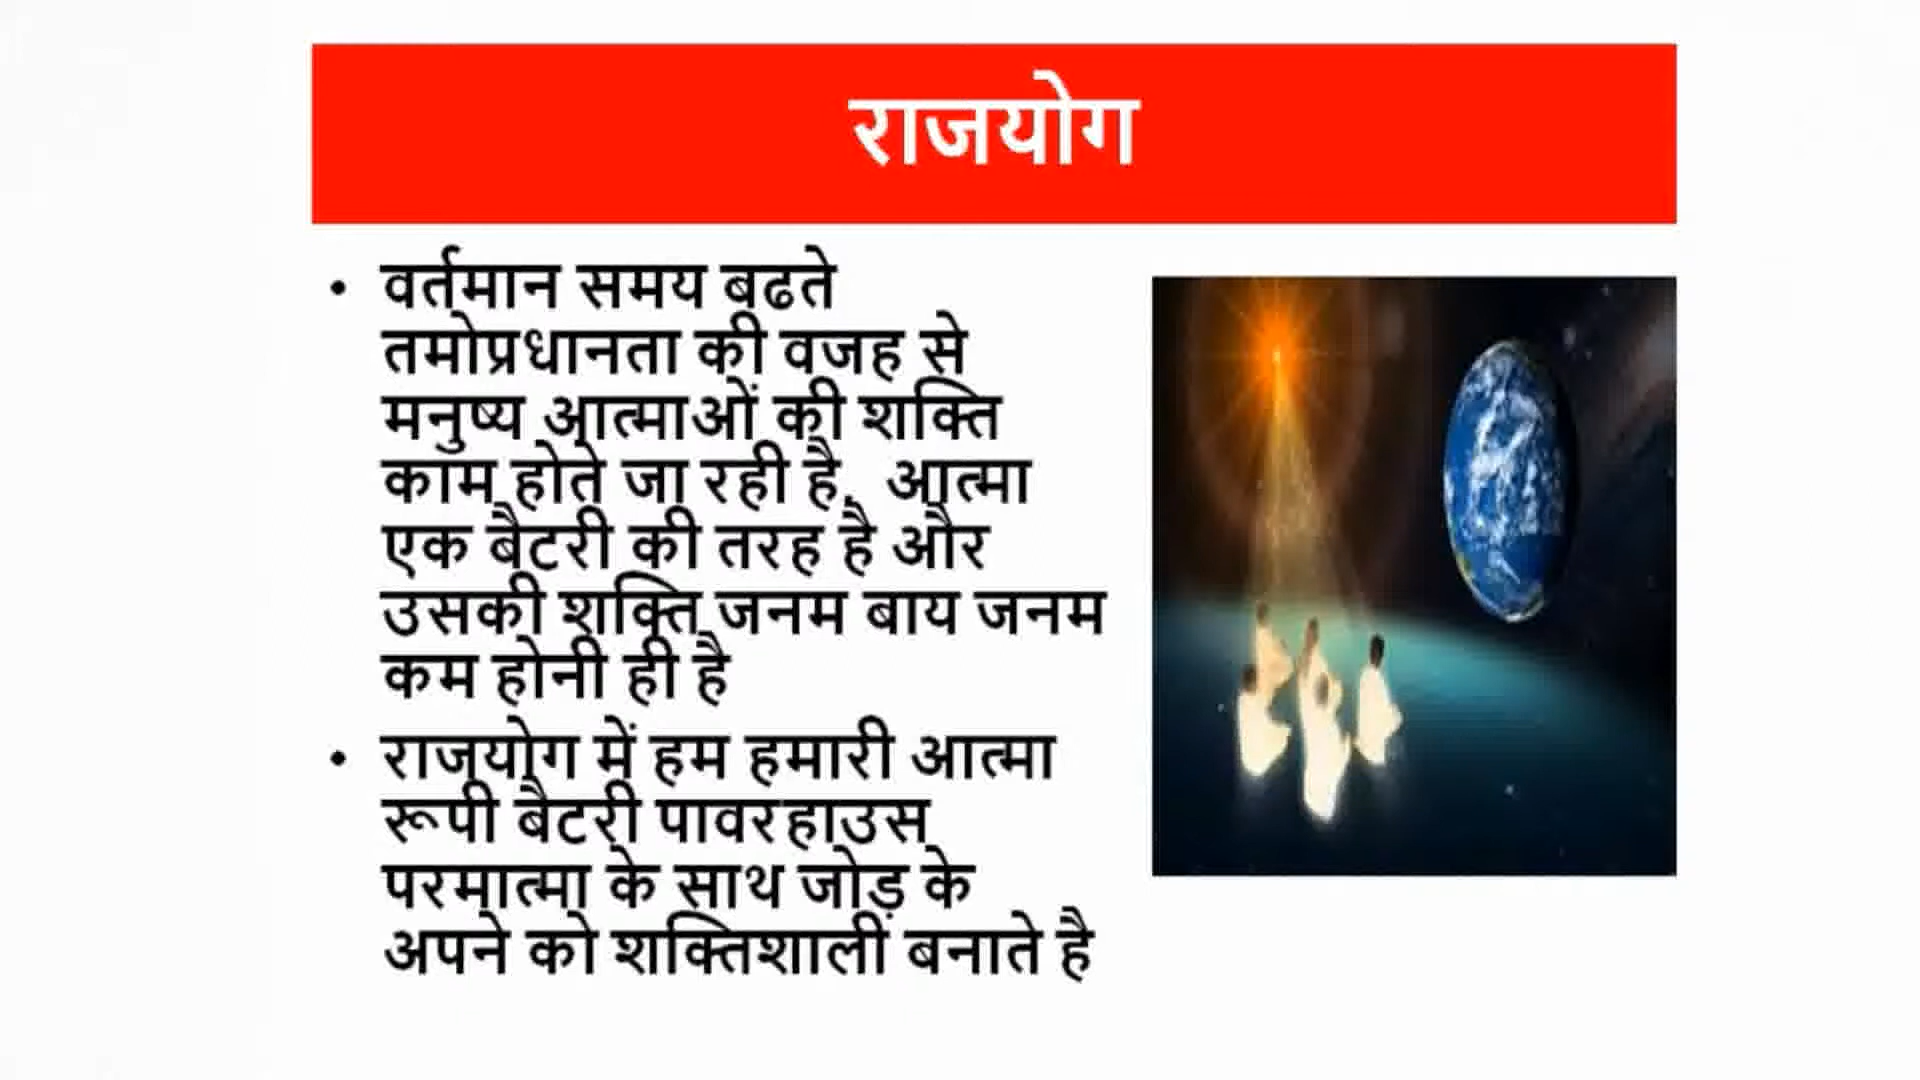 राजयोग
• वर्तमान समय बढते
तमोप्रधानता की वजह से
मनुष्य आत्माओं की शक्ति
काम होते जा रही है. आत्मा
एक बैटरी की तरह है और
उसकी शक्ति जनम बाय जनम
कम होनी ही है
• राजयोग में हम हमारी आत्मा
रूपी बैटरी पावरहाउस
परमात्मा के साथ जोड़ के
अपने को शक्तिशाली बनाते है